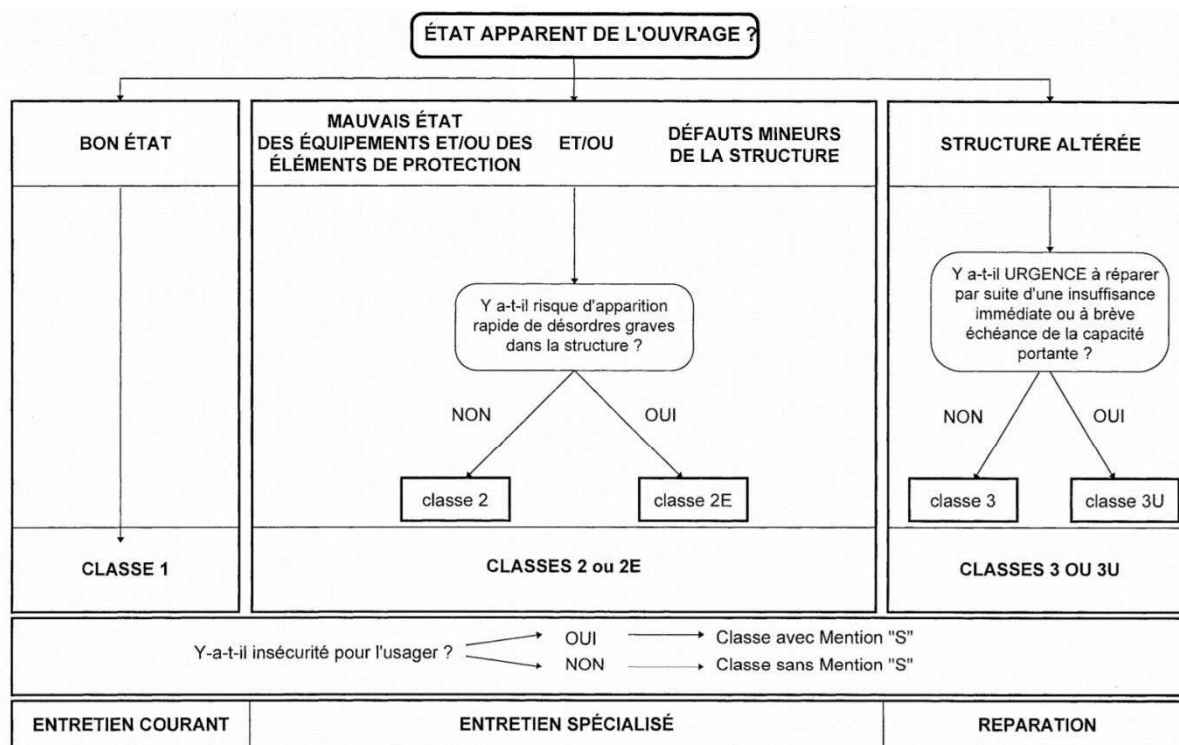 ÉTAT APPARENT DE L'OUVRAGE ?
BON ÉTAT
MAUVAIS ÉTAT
DES ÉQUIPEMENTS ET/OU DES
ÉLÉMENTS DE PROTECTION
ET/OU
DÉFAUTS MINEURS
DE LA STRUCTURE
STRUCTURE ALTÉRÉE
Y a-t-il risque d'apparition
rapide de désordres graves
dans la structure ?
Y a-t-il URGENCE à réparer
par suite d'une insuffisance
immédiate ou à brève
échéance de la capacité
portante ?
NON
OUI
NON
OUI
classe 2
classe 2E
classe 3
classe 3U
CLASSE 1
CLASSES 2 ou 2E
CLASSES 3 OU 3U
Y-a-t-il insécurité pour l'usager ?
OUI
Classe avec Mention "S"
NON
Classe sans Mention "S"
ENTRETIEN COURANT
ENTRETIEN SPÉCIALISÉ
REPARATION